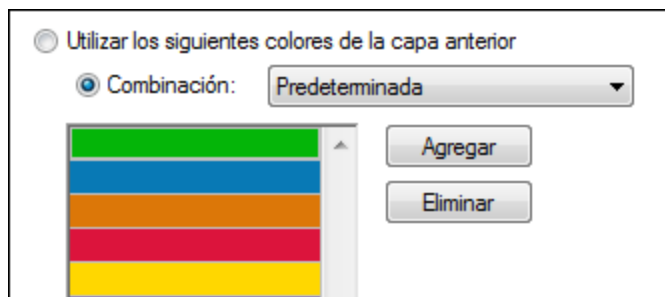 Utilizar los siguientes colores de la capa anterior
Combinación: Predeterminada
Agregar
Eliminar